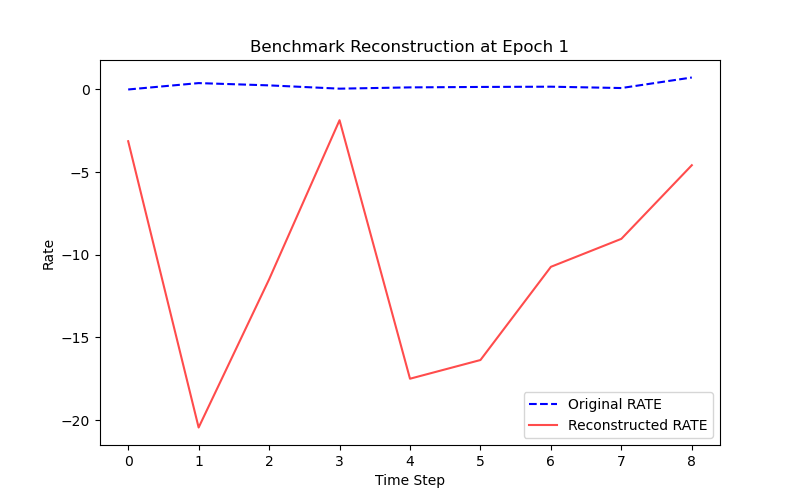 Benchmark Reconstruction at Epoch 1
Rate
0
−5
−10
−15
−20
0 1 2 3 4 5 6 7 8
Time Step
Original RATE
Reconstructed RATE